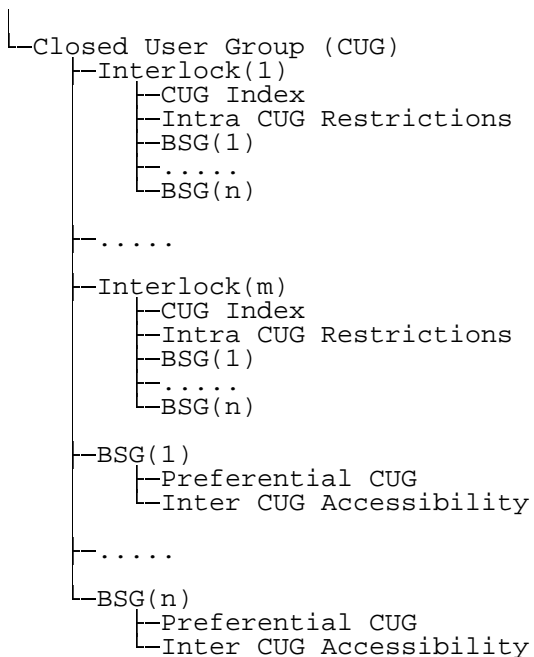 Closed User Group (CUG)
Interlock(1)
CUG Index
Intra CUG Restrictions
BSG(1)
.....
BSG(n)
.....
Interlock(m)
CUG Index
Intra CUG Restrictions
BSG(1)
.....
BSG(n)
BSG(1)
Preferential CUG
Inter CUG Accessibility
.....
BSG(n)
Preferential CUG
Inter CUG Accessibility